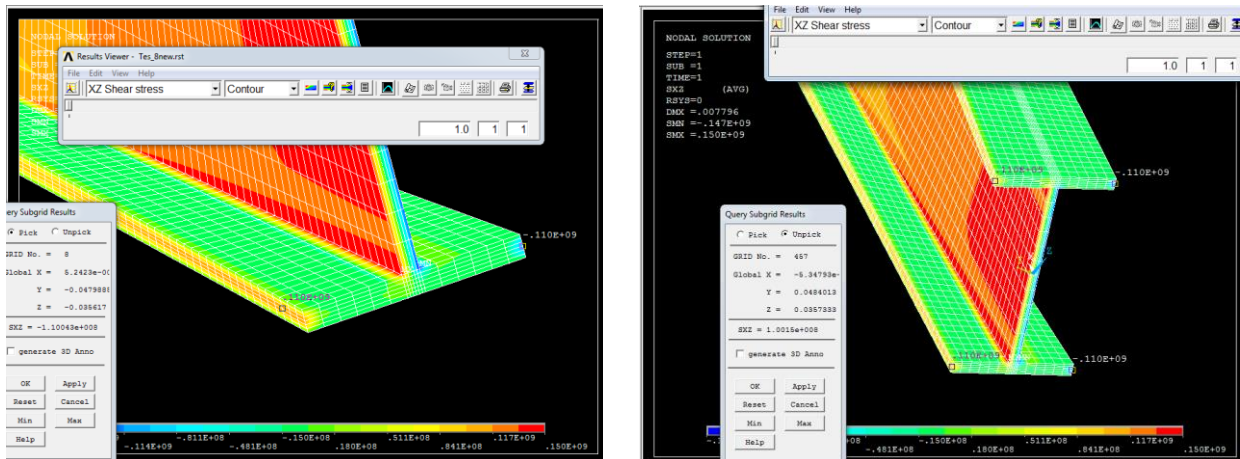 NODAL SOLUTION
Results Viewer - Tes_8new.rst
File Edit View Help
XZ Shear stress Contour
1.0 1 1
-.110E+09
.110E+09
Query Subgrid Results
Pick Unpick
GRID No. = 8
Global X =
Y =
Z = -0.035617
SXZ = -1.10043e+008
generate 3D Anno
OK Apply
Reset Cancel
Min Max
Help
-.114E+09 -.811E+08 -.481E+08 -.150E+08 .180E+08 .511E+08 .841E+08 .117E+09 .150E+09
File Edit View Help
XZ Shear stress Contour
1.0 1 1
NODAL SOLUTION
STEP=1
SUB =1
TIME=1
SXZ (AVG)
RSYS=0
DMX =.007796
SMN =-.147E+09
SMX =.150E+09
.110E+09 -.110E+09
.110E+09 -.110E+09
Query Subgrid Results
Pick Unpick
GRID No. = 457
Global X = -5.34793e-
Y = 0.0484013
Z = 0.0357333
SXZ = 1.0015e+008
generate 3D Anno
OK Apply
Reset Cancel
Min Max
Help
-.481E+08 -.150E+08 .180E+08 .511E+08 .841E+08 .117E+09 .150E+09